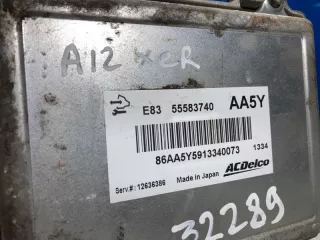 A12 XER
E83 55583740 AA5Y
86AA5Y5913340073
Serv.#: 12636386 Made in Japan 1334
ACDelco
32289